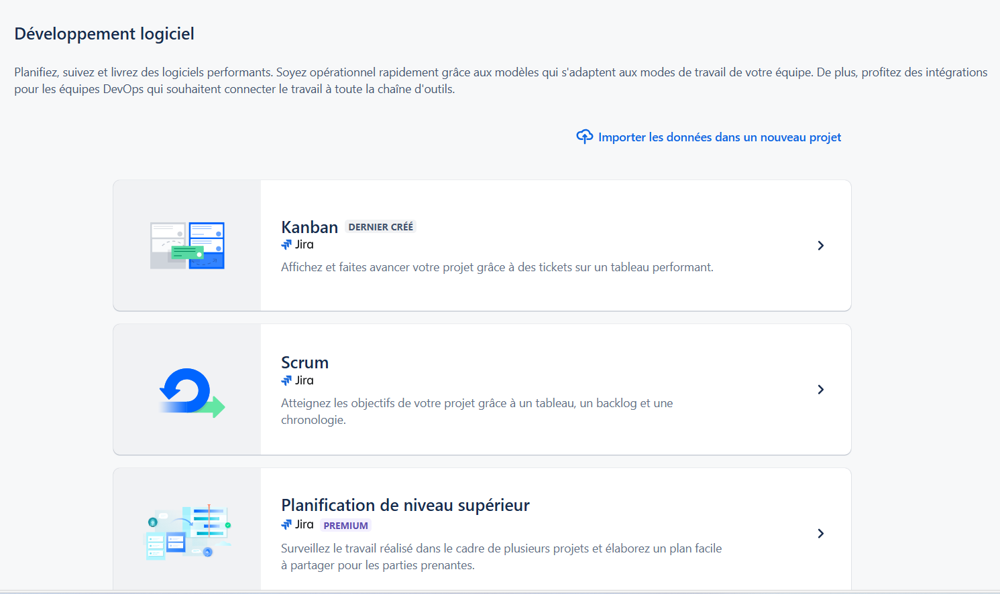 Développement logiciel
Planifiez, suivez et livrez des logiciels performants. Soyez opérationnel rapidement grâce aux modèles qui s'adaptent aux modes de travail de votre équipe. De plus, profitez des intégrations
pour les équipes DevOps qui souhaitent connecter le travail à toute la chaîne d'outils.
Importer les données dans un nouveau projet
Kanban DERNIER CRÉÉ
Jira
Affichez et faites avancer votre projet grâce à des tickets sur un tableau performant.
Scrum
Jira
Atteignez les objectifs de votre projet grâce à un tableau, un backlog et une
chronologie.
Planification de niveau supérieur
Jira PREMIUM
Surveillez le travail réalisé dans le cadre de plusieurs projets et élaborez un plan facile
à partager pour les parties prenantes.